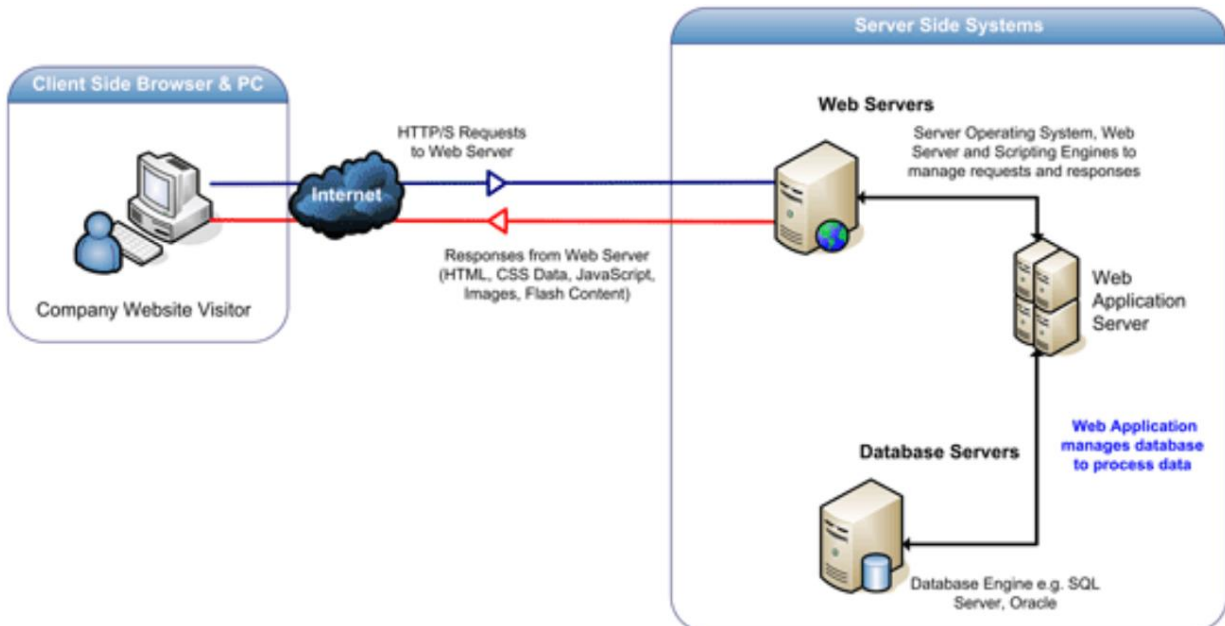 Server Side Systems
Client Side Browser & PC
Web Servers
HTTP/S Requests
to Web Server
Server Operating System, Web
Server and Scripting Engines to
manage requests and responses
Internet
Responses from Web Server
(HTML, CSS Data, JavaScript,
Images, Flash Content)
Company Website Visitor
Web
Application
Server
Web Application
manages database
to process data
Database Servers
Database Engine e.g. SQL
Server, Oracle